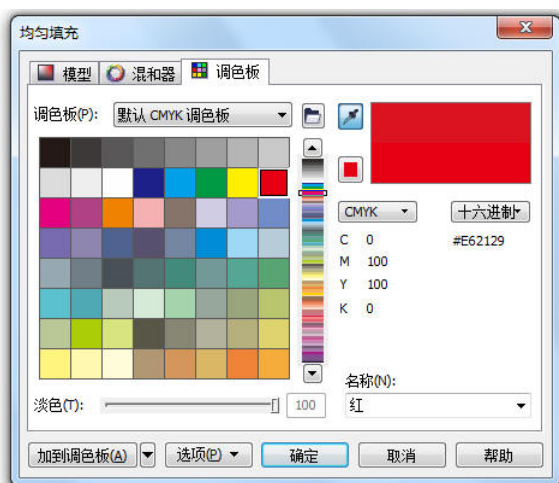 均匀填充
模型 混和器 调色板
调色板(P): 默认 CMYK 调色板
CMYK 十六进制
C 0 #E62129
M 100
Y 100
K 0
名称(N):
淡色(T): 100 红
加到调色板(A) 选项(P) 确定 取消 帮助